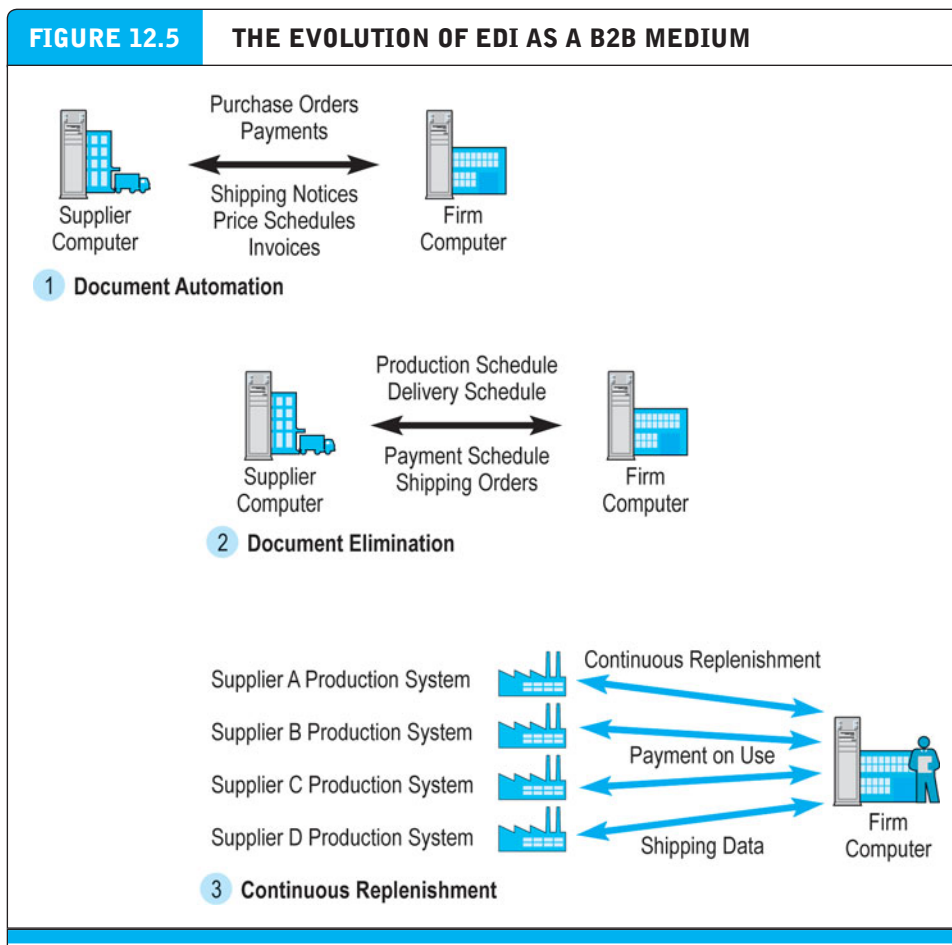 FIGURE 12.5 THE EVOLUTION OF EDI AS A B2B MEDIUM
Purchase Orders
Payments
Shipping Notices
Price Schedules
Invoices
Supplier
Computer
Firm
Computer
1 Document Automation
Production Schedule
Delivery Schedule
Payment Schedule
Shipping Orders
Supplier
Computer
Firm
Computer
2 Document Elimination
Continuous Replenishment
Supplier A Production System
Supplier B Production System
Payment on Use
Supplier C Production System
Supplier D Production System
Shipping Data
Firm
Computer
3 Continuous Replenishment